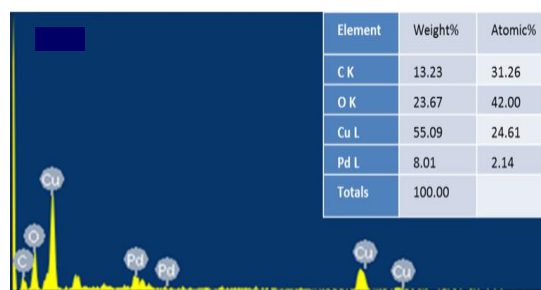 Element Weight% Atomic%
C K 13.23 31.26
O K 23.67 42.00
Cu L 55.09 24.61
Pd L 8.01 2.14
Totals 100.00
Cu
O
C
Pd
Pd
Cu
Cu